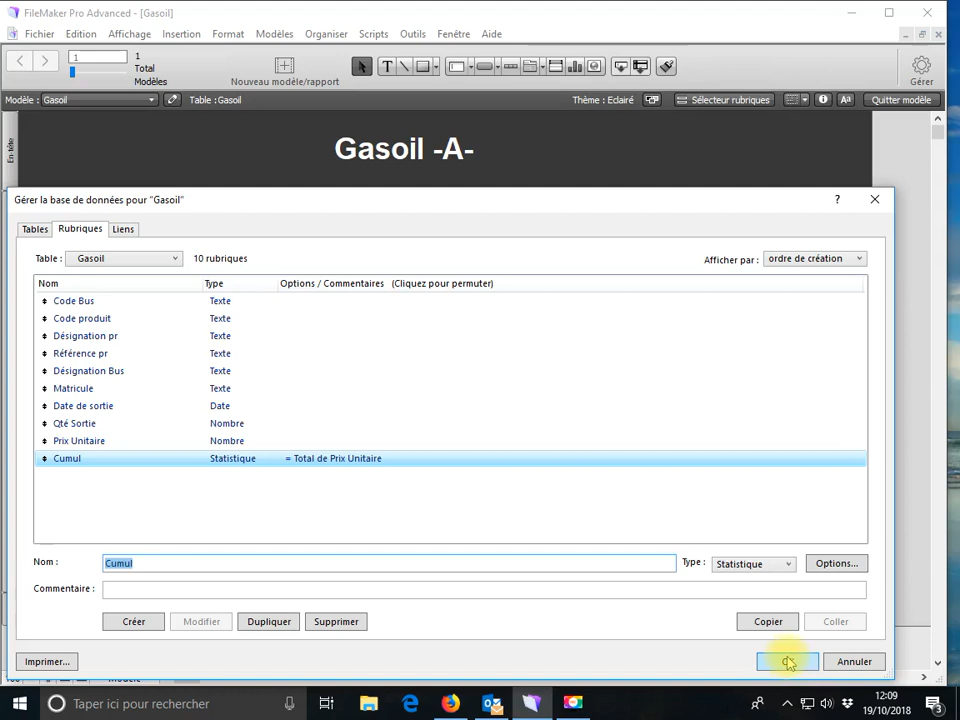 FileMaker Pro Advanced - [Gasoil]
Fichier Edition Affichage Insertion Format Modèles Organiser Scripts Outils Fenêtre Aide
1
1
Total
Modèles
Nouveau modèle/rapport
Gérer
Modèle : Gasoil
Table : Gasoil
Thème : Eclairé
Sélecteur rubriques
Aa
Quitter modèle
En-tête
Gasoil -A-
Gérer la base de données pour "Gasoil"
?
Tables Rubriques Liens
Table : Gasoil
10 rubriques
Afficher par : ordre de création
Nom Type Options / Commentaires (Cliquez pour permuter)
Code Bus Texte
Code produit Texte
Désignation pr Texte
Référence pr Texte
Désignation Bus Texte
Matricule Texte
Date de sortie Date
Qté Sortie Nombre
Prix Unitaire Nombre
Cumul Statistique = Total de Prix Unitaire
Nom : Cumul Type : Statistique Options...
Commentaire :
Créer Modifier Dupliquer Supprimer Copier Coller
Imprimer... Annuler
Taper ici pour rechercher
12:09
19/10/2018
3